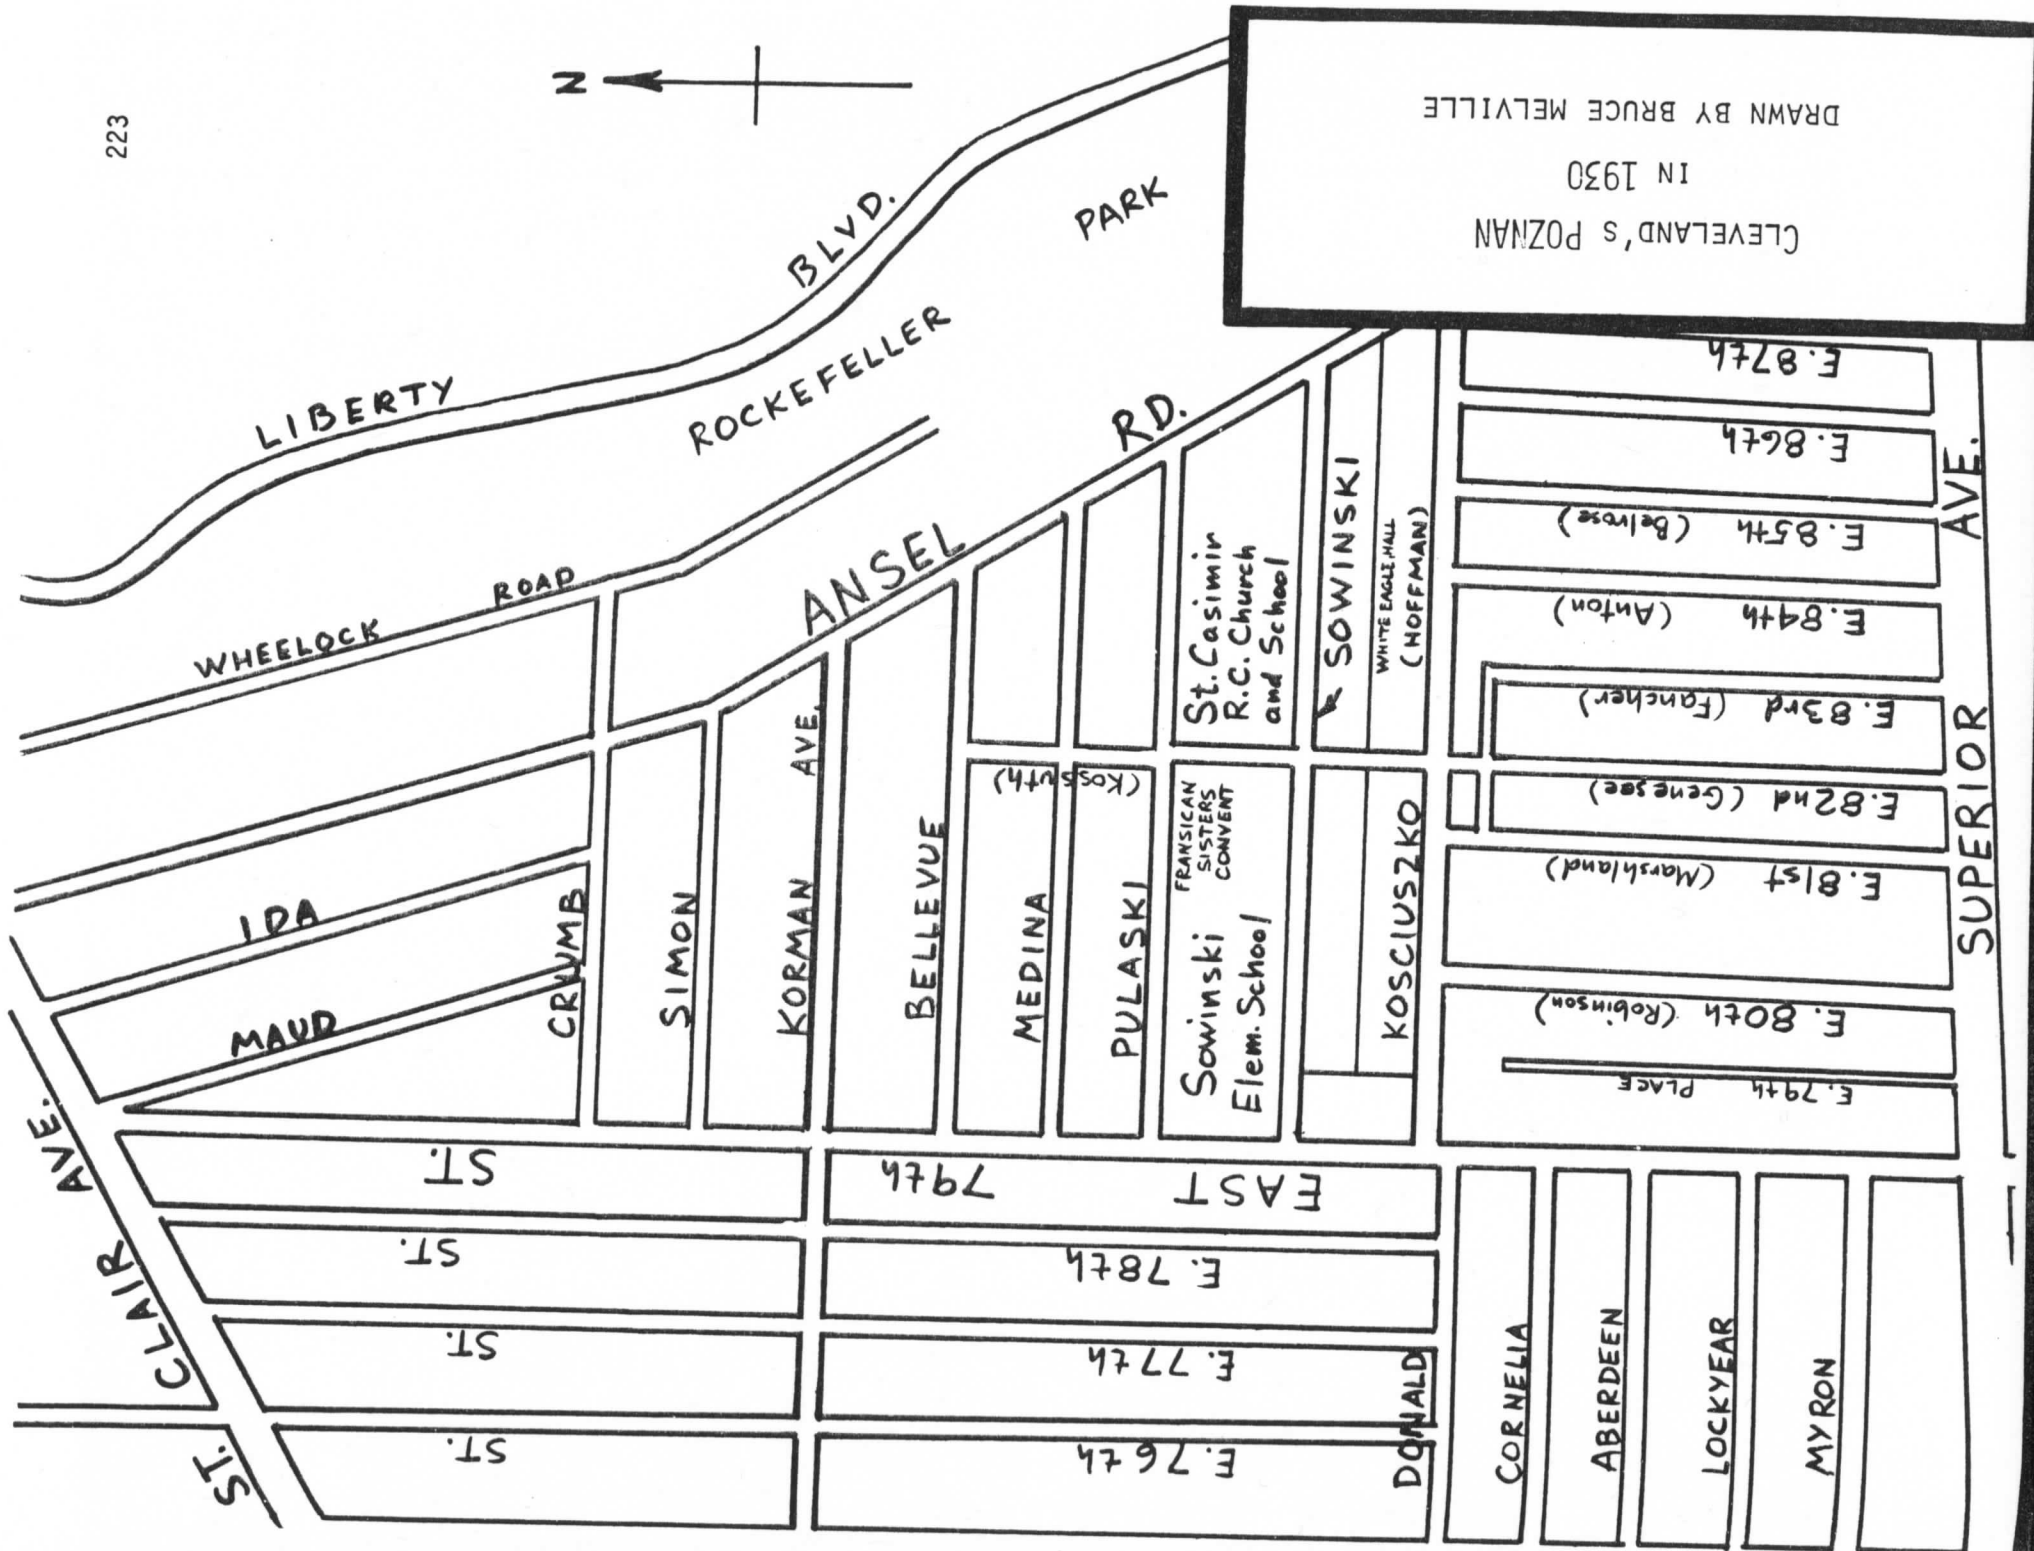 223
N
CLEVELAND'S POZNAN
IN 1930
DRAWN BY BRUCE MELVILLE
LIBERTY BLVD.
ROCKEFELLER PARK
WHEELOCK ROAD
ANSEL RD.
IDA
MAUD
CRUMB
SIMON
KORMAN AVE.
BELLEVUE
MEDINA
PULASKI
(Kossuth)
St. Casimir
R.C. Church
and School
FRANSICAN
SISTERS
CONVENT
Sowinski
Elem. School
SOWINSKI
WHITE EAGLE HALL
(HOFFMAN)
KOSCIUSZKO
E. 87th
E. 86th
E. 85th (Belrose)
E. 84th (Anton)
E. 83rd (Fancher)
E. 82nd (Genesee)
E. 81st (Marshland)
E. 80th (Robinson)
E. 79th PLACE
SUPERIOR AVE.
EAST 79th ST.
E. 78th ST.
E. 77th ST.
E. 76th ST.
ST. CLAIR AVE.
DONALD
CORNELIA
ABERDEEN
LOCKYEAR
MYRON